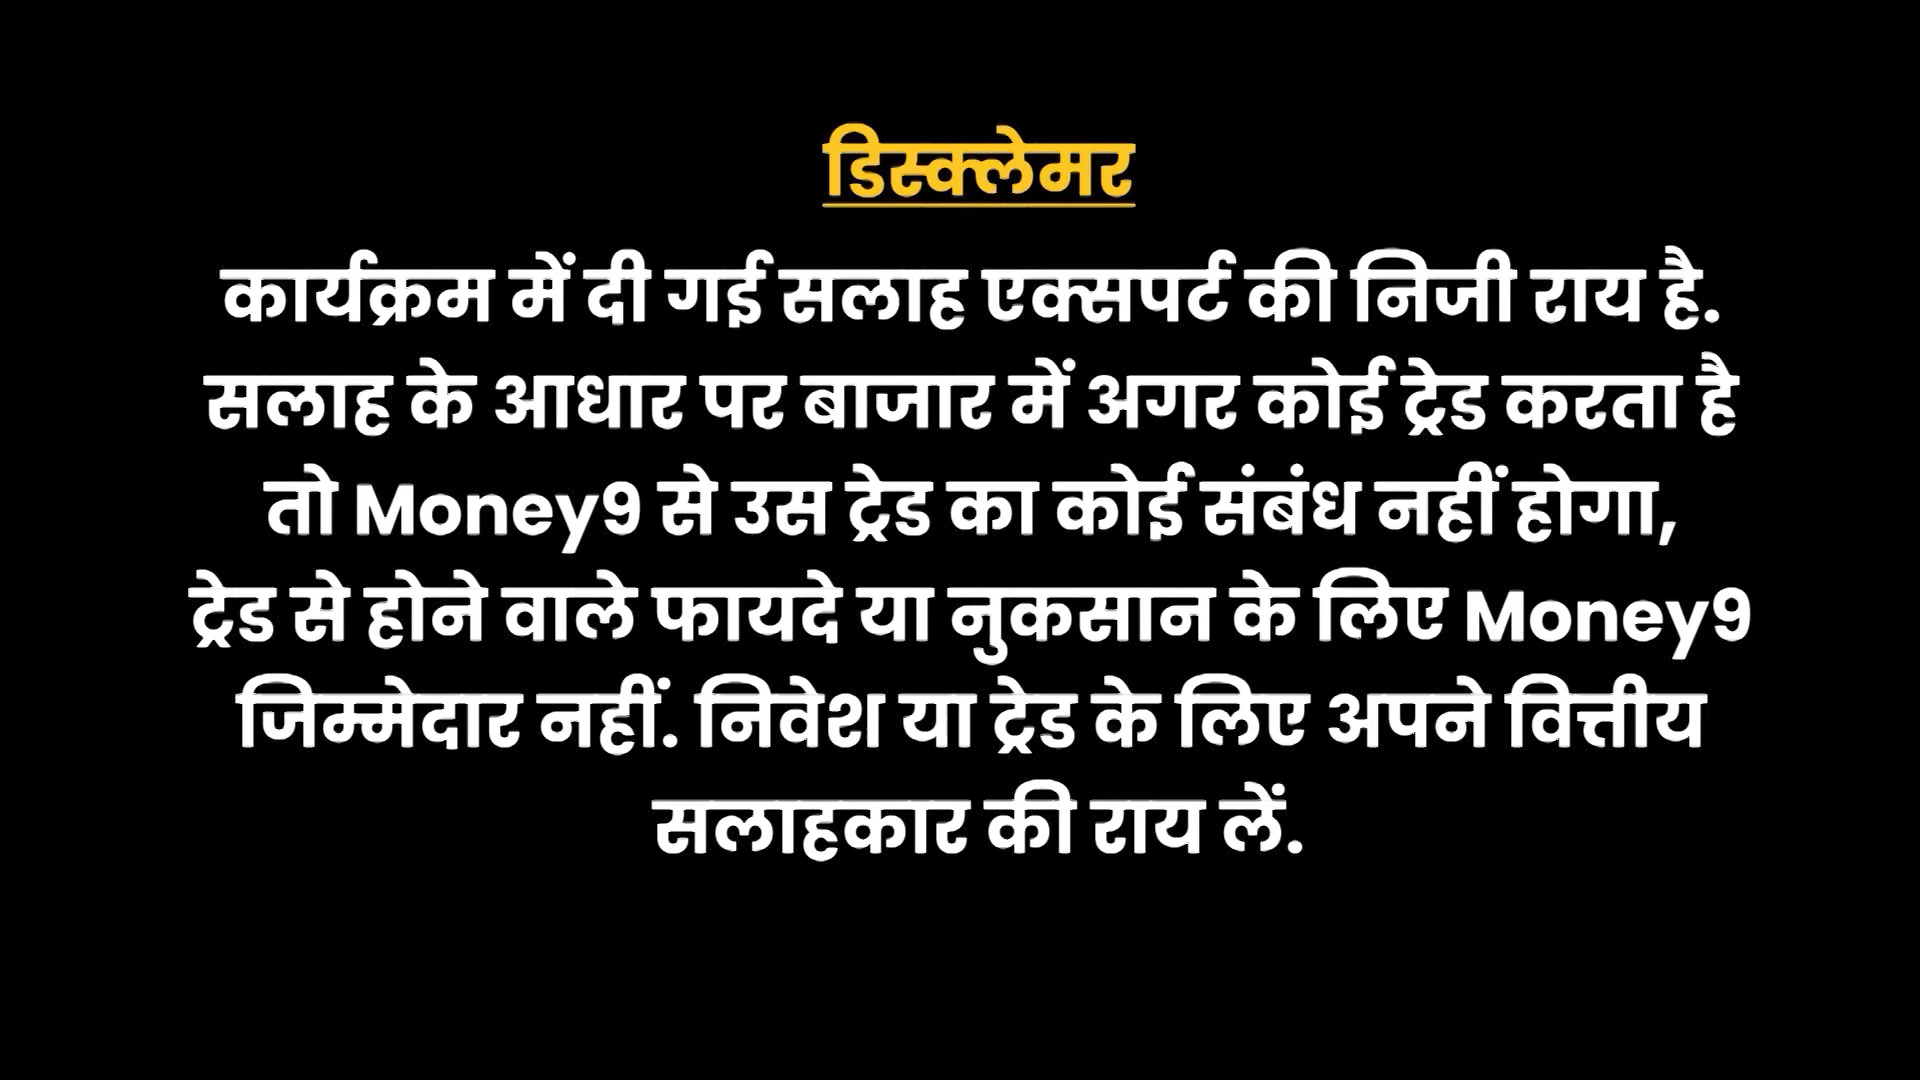 डिस्क्लेमर
कार्यक्रम में दी गई सलाह एक्सपर्ट की निजी राय है.
सलाह के आधार पर बाजार में अगर कोई ट्रेड करता है
तो Money9 से उस ट्रेड का कोई संबंध नहीं होगा,
ट्रेड से होने वाले फायदे या नुकसान के लिए Money9
जिम्मेदार नहीं. निवेश या ट्रेड के लिए अपने वित्तीय
सलाहकार की राय लें.